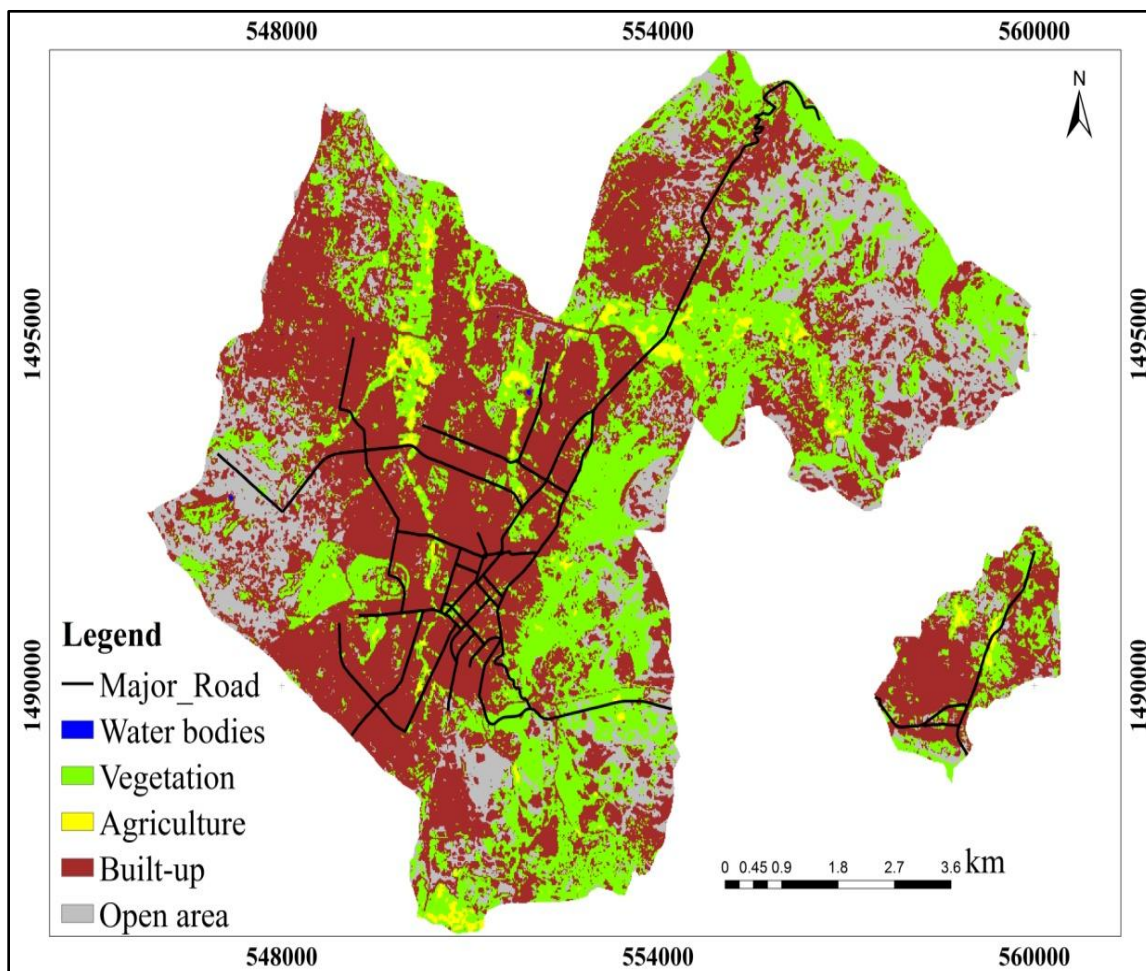 548000 554000 560000
N
1495000 1495000
1490000 1490000
Legend
Major_Road
Water bodies
Vegetation
Agriculture
Built-up
Open area
0 0.45 0.9 1.8 2.7 3.6 km
548000 554000 560000